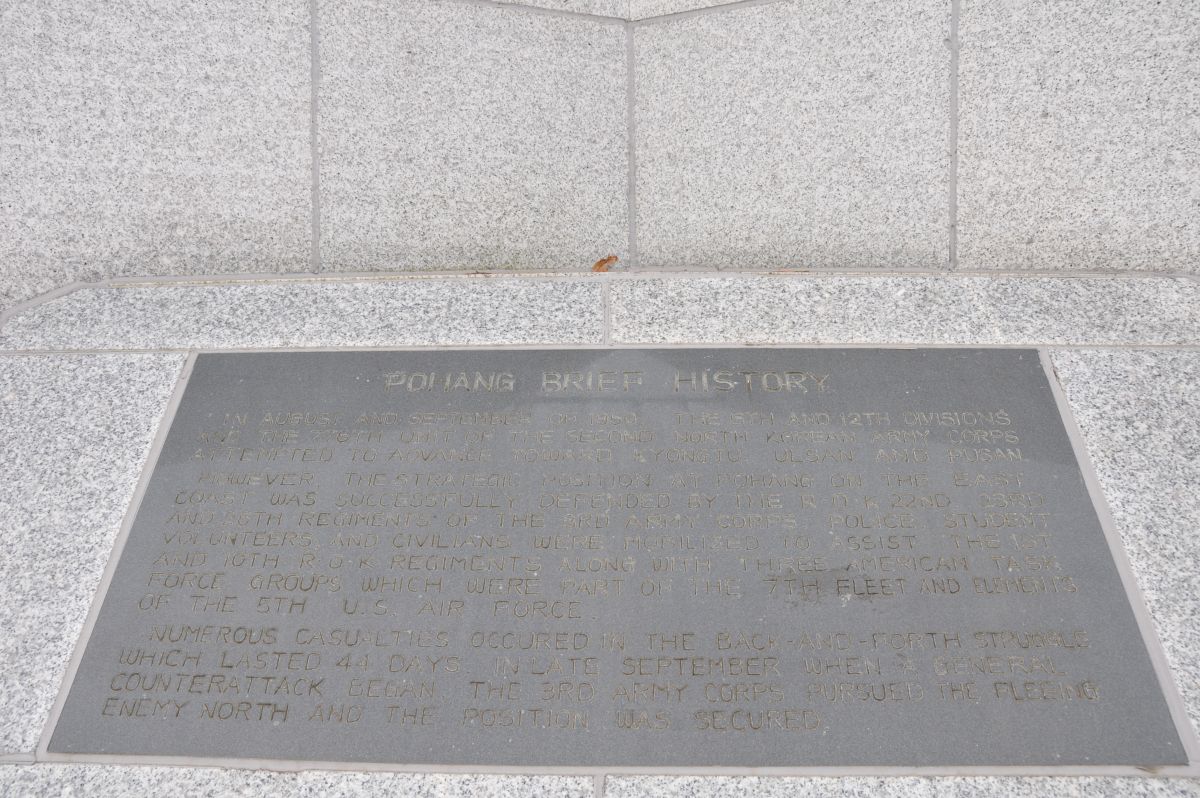 POHANG BRIEF HISTORY
IN AUGUST AND SEPTEMBER OF 1950, THE 5TH AND 12TH DIVISIONS
AND THE 776TH UNIT OF THE SECOND NORTH KOREAN ARMY CORPS
ATTEMPTED TO ADVANCE TOWARD KYONGJU, ULSAN AND PUSAN.
HOWEVER, THE STRATEGIC POSITION AT POHANG ON THE EAST
COAST WAS SUCCESSFULLY DEFENDED BY THE R.O.K 22ND, 23RD
AND 26TH REGIMENTS OF THE 3RD ARMY CORPS. POLICE, STUDENT
VOLUNTEERS, AND CIVILIANS WERE MOBILIZED TO ASSIST THE 1ST
AND 10TH R.O.K REGIMENTS ALONG WITH THREE AMERICAN TASK
FORCE GROUPS WHICH WERE PART OF THE 7TH FLEET AND ELEMENTS
OF THE 5TH U.S. AIR FORCE.
NUMEROUS CASUALTIES OCCURED IN THE BACK-AND-FORTH
WHICH LASTED 44 DAYS. IN LATE SEPTEMBER WHEN A GENERAL
COUNTERATTACK BEGAN, THE 3RD ARMY CORPS PURSUED THE FLEEING
ENEMY NORTH AND THE POSITION WAS SECURED.